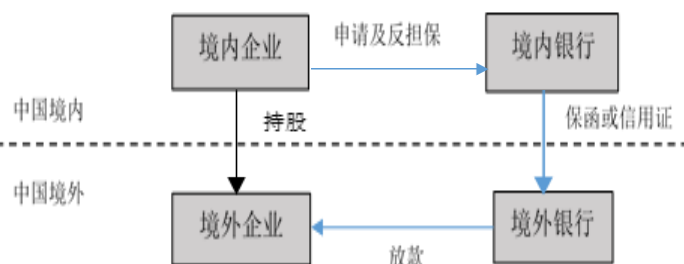 申请及反担保
境内企业
境内银行
中国境内
持股
保函或信用证
中国境外
境外企业
境外银行
放款